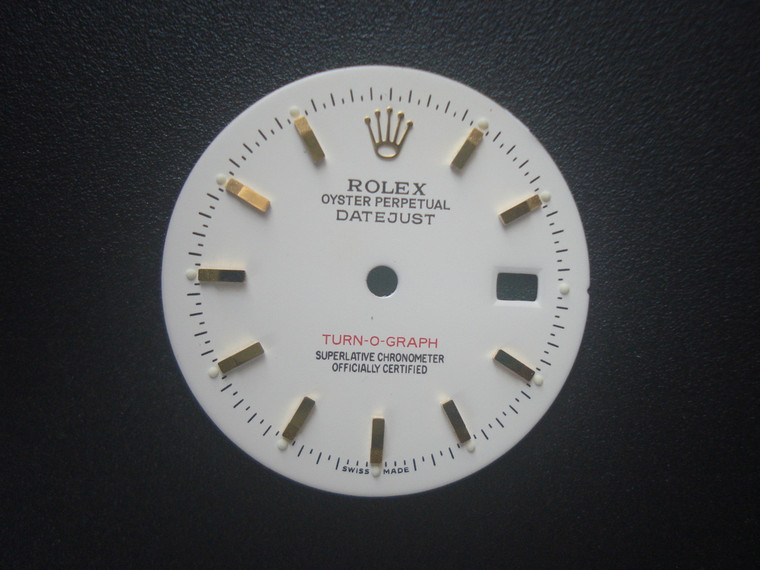 ROLEX
OYSTER PERPETUAL
DATEJUST
TURN-O-GRAPH
SUPERLATIVE CHRONOMETER
OFFICIALLY CERTIFIED
SWISS MADE